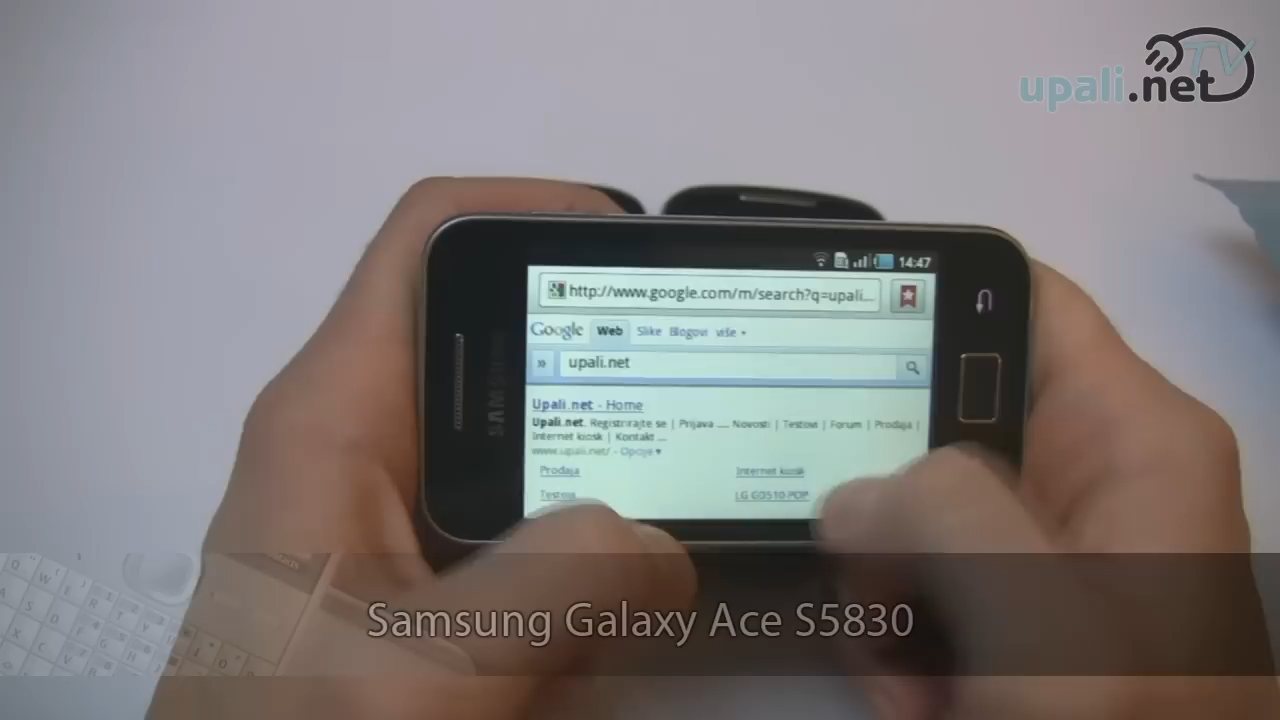 TV
upali.net
14:47
http://www.google.com/m/search?q=upali...
Google Web Slike Blogovi više
» upali.net
Upali.net - Home
Upali.net. Registrirajte se | Prijava .... Novosti | Testovi | Forum | Prodaja |
Internet kiosk | Kontakt ...
www.upali.net/ - Opcije
Prodaja Internet kiosk
Testovi LG GD510 POP
SAMSUNG
Samsung Galaxy Ace S5830